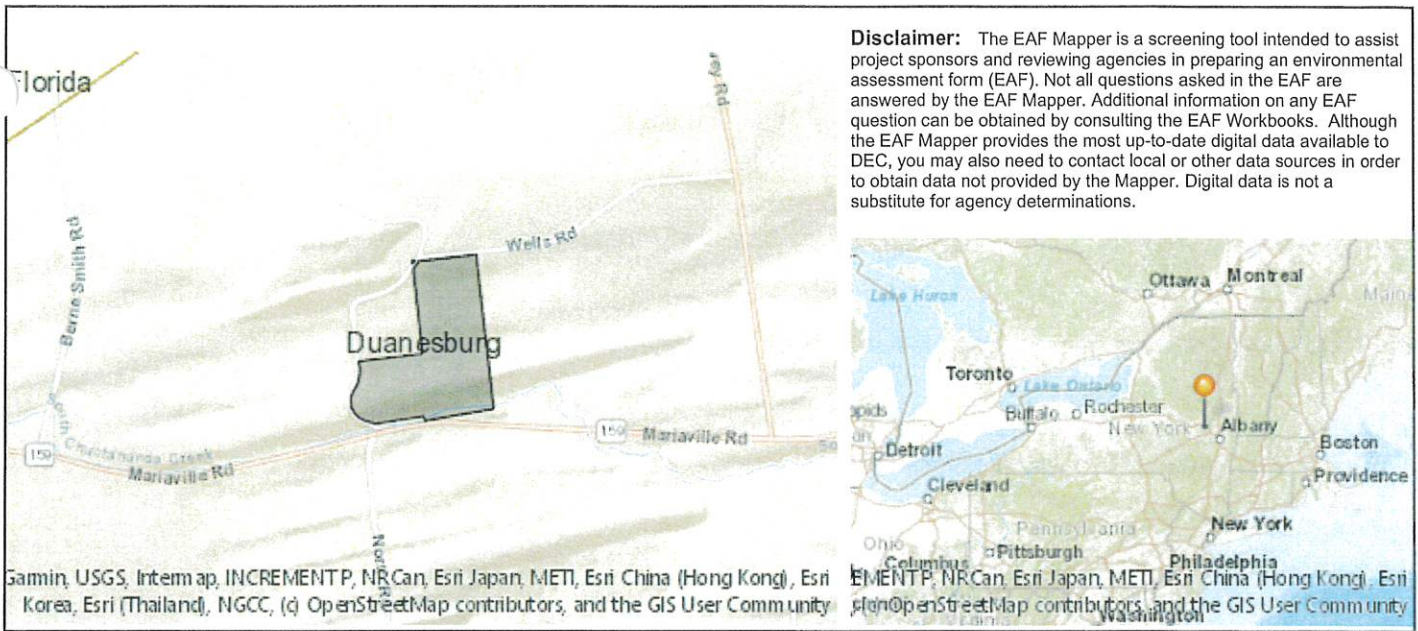 Disclaimer: The EAF Mapper is a screening tool intended to assist
project sponsors and reviewing agencies in preparing an environmental
assessment form (EAF). Not all questions asked in the EAF are
answered by the EAF Mapper. Additional information on any EAF
question can be obtained by consulting the EAF Workbooks. Although
the EAF Mapper provides the most up-to-date digital data available to
DEC, you may also need to contact local or other data sources in order
to obtain data not provided by the Mapper. Digital data is not a
substitute for agency determinations.
Florida
ey Rd
Berne Smith Rd
Wells Rd
Duanesburg
159
Mariaville Rd
159
Mariaville Rd
South Creek
Garmin, USGS, Intermap, INCREMENT P, NRCan, Esri Japan, METI, Esri China (Hong Kong), Esri
Korea, Esri (Thailand), NGCC, (c) OpenStreetMap contributors, and the GIS User Community
Ottawa
Montreal
Lake Huron
Toronto
Lake Ontario
Buffalo
Rochester
New York
Albany
Boston
Detroit
Providence
Cleveland
New York
Pennsylvania
Ohio
Pittsburgh
Philadelphia
Columbus
EMENT P, NRCan, Esri Japan, METI, Esri China (Hong Kong), Esri
OpenStreetMap contributors, and the GIS User Community
Washington